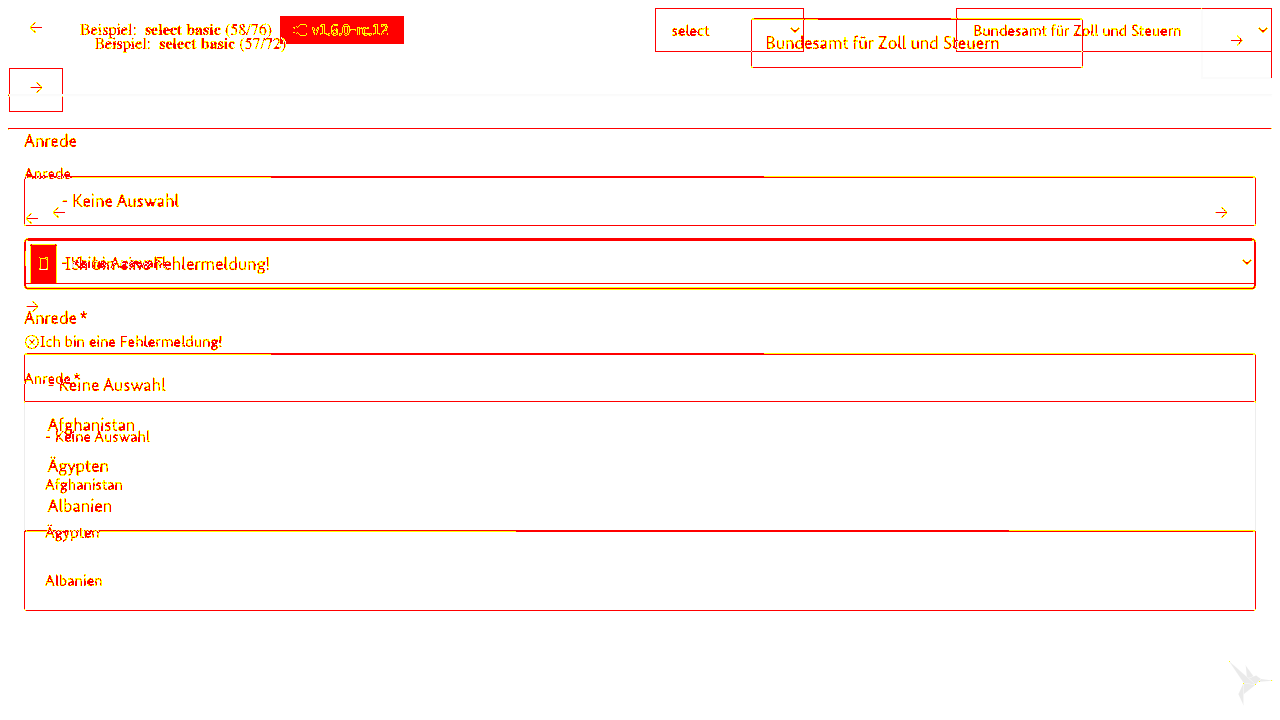 Beispiel: select basic (58/76)
Beispiel: select basic (57/72)
v1.6.0-rc.12
select
Bundesamt für Zoll und Steuern
Bundesamt für Zoll und Steuern
Anrede
Anrede
- Keine Auswahl
- Keine Auswahl
Ich bin eine Fehlermeldung!
Anrede *
Ich bin eine Fehlermeldung!
Anrede *
- Keine Auswahl
Afghanistan
- Keine Auswahl
Ägypten
Afghanistan
Albanien
Ägypten
Albanien